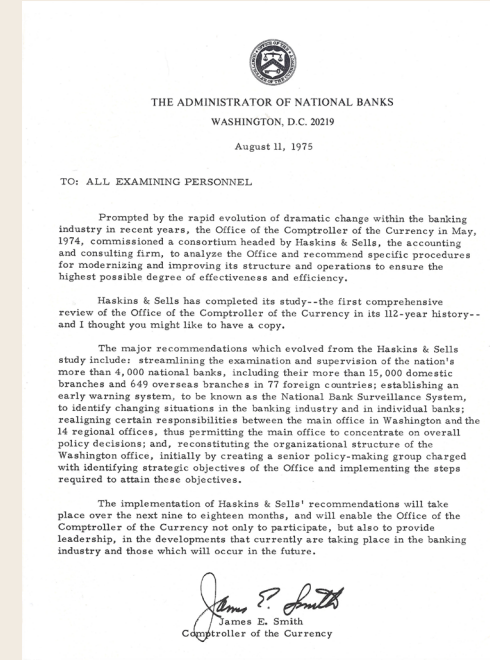 THE ADMINISTRATOR OF NATIONAL BANKS
WASHINGTON, D.C. 20219
August 11, 1975
TO: ALL EXAMINING PERSONNEL
Prompted by the rapid evolution of dramatic change within the banking
industry in recent years, the Office of the Comptroller of the Currency in May,
1974, commissioned a consortium headed by Haskins & Sells, the accounting
and consulting firm, to analyze the Office and recommend specific procedures
for modernizing and improving its structure and operations to ensure the
highest possible degree of effectiveness and efficiency.
Haskins & Sells has completed its study--the first comprehensive
review of the Office of the Comptroller of the Currency in its 112-year history--
and I thought you might like to have a copy.
The major recommendations which evolved from the Haskins & Sells
study include: streamlining the examination and supervision of the nation's
more than 4,000 national banks, including their more than 15,000 domestic
branches and 649 overseas branches in 77 foreign countries; establishing an
early warning system, to be known as the National Bank Surveillance System,
to identify changing situations in the banking industry and in individual banks;
realigning certain responsibilities between the main office in Washington and the
14 regional offices, thus permitting the main office to concentrate on overall
policy decisions; and, reconstituting the organizational structure of the
Washington office, initially by creating a senior policy-making group charged
with identifying strategic objectives of the Office and implementing the steps
required to attain these objectives.
The implementation of Haskins & Sells' recommendations will take
place over the next nine to eighteen months, and will enable the Office of the
Comptroller of the Currency not only to participate, but also to provide
leadership, in the developments that currently are taking place in the banking
industry and those which will occur in the future.
James E. Smith
James E. Smith
Comptroller of the Currency